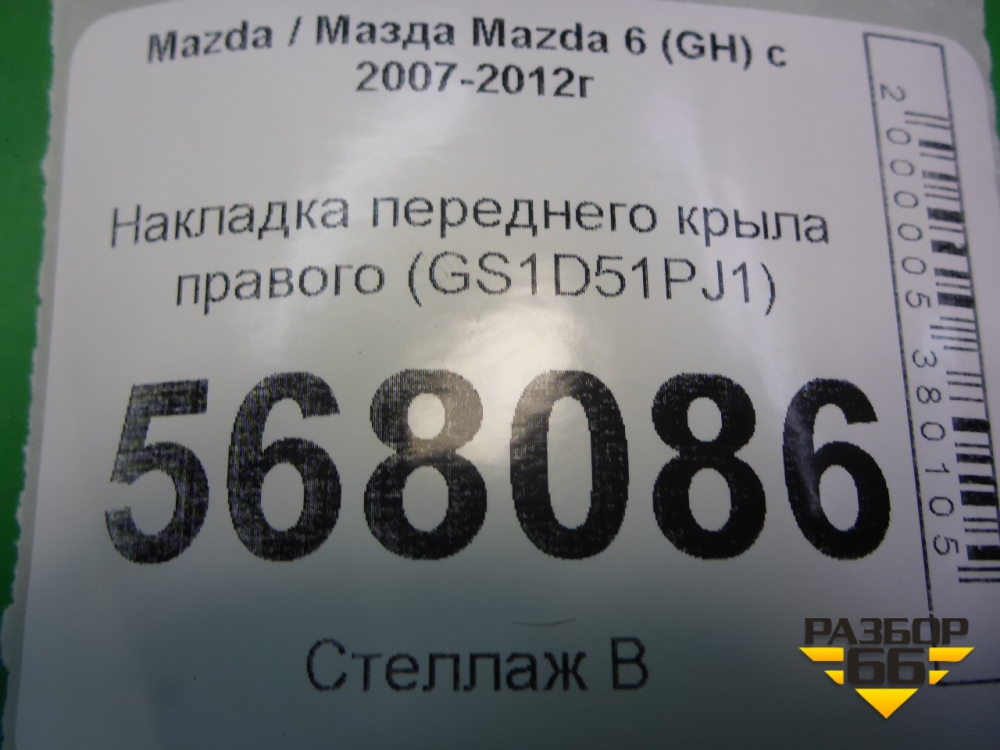 Mazda / Мазда Mazda 6 (GH) с
2007-2012г
Накладка переднего крыла
правого (GS1D51PJ1)
568086
Стеллаж В
2000005380105
РАЗБОР
66